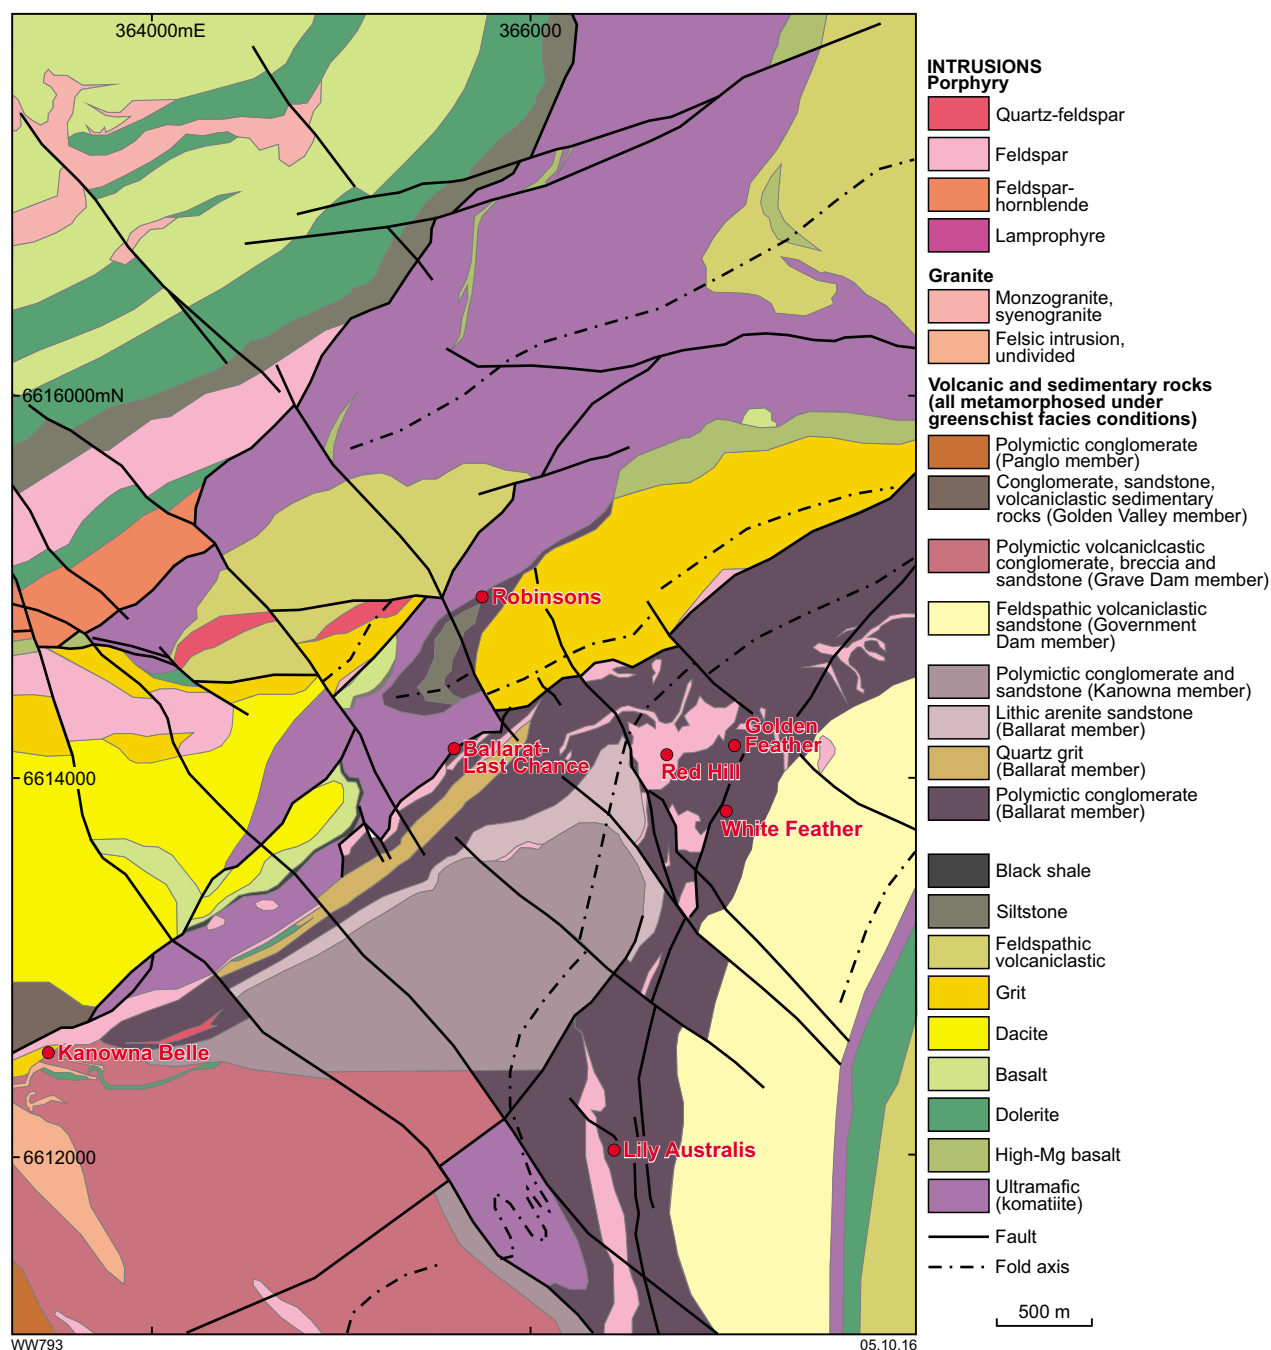 364000mE
366000
6616000mN
6614000
6612000
Robinsons
Ballarat-
Last Chance
Golden
Feather
Red Hill
White Feather
Kanowna Belle
Lily Australis
INTRUSIONS
Porphyry
Quartz-feldspar
Feldspar
Feldspar-
hornblende
Lamprophyre
Granite
Monzogranite,
syenogranite
Felsic intrusion,
undivided
Volcanic and sedimentary rocks
(all metamorphosed under
greenschist facies conditions)
Polymictic conglomerate
(Panglo member)
Conglomerate, sandstone,
volcaniclastic sedimentary
rocks (Golden Valley member)
Polymictic volcaniclcastic
conglomerate, breccia and
sandstone (Grave Dam member)
Feldspathic volcaniclastic
sandstone (Government
Dam member)
Polymictic conglomerate and
sandstone (Kanowna member)
Lithic arenite sandstone
(Ballarat member)
Quartz grit
(Ballarat member)
Polymictic conglomerate
(Ballarat member)
Black shale
Siltstone
Feldspathic
volcaniclastic
Grit
Dacite
Basalt
Dolerite
High-Mg basalt
Ultramafic
(komatiite)
Fault
Fold axis
500 m
WW793
05.10.16